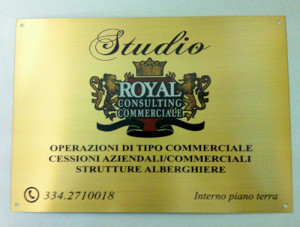 Studio
ROYAL
CONSULTING
COMMERCIALE
OPERAZIONI DI TIPO COMMERCIALE
CESSIONI AZIENDALI/COMMERCIALI
STRUTTURE ALBERGHIERE
334.2710018 Interno piano terra